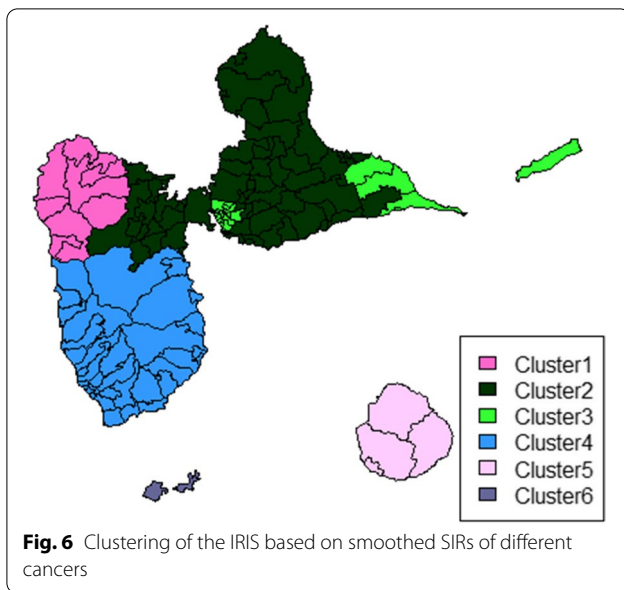 Cluster1
Cluster2
Cluster3
Cluster4
Cluster5
Cluster6
Fig. 6 Clustering of the IRIS based on smoothed SIRs of different
cancers